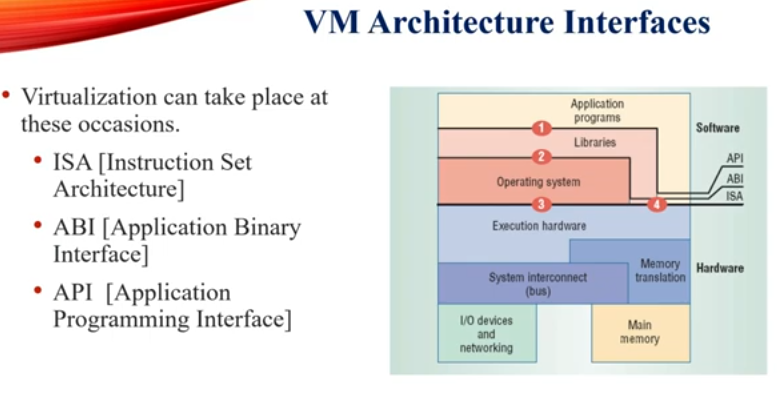 VM Architecture Interfaces
• Virtualization can take place at
these occasions.
• ISA [Instruction Set
Architecture]
• ABI [Application Binary
Interface]
• API [Application
Programming Interface]
Application
programs
1
Libraries
2
Operating system
3
4
Software
API
ABI
ISA
Execution hardware
Memory
translation
Hardware
System interconnect
(bus)
I/O devices
and
networking
Main
memory